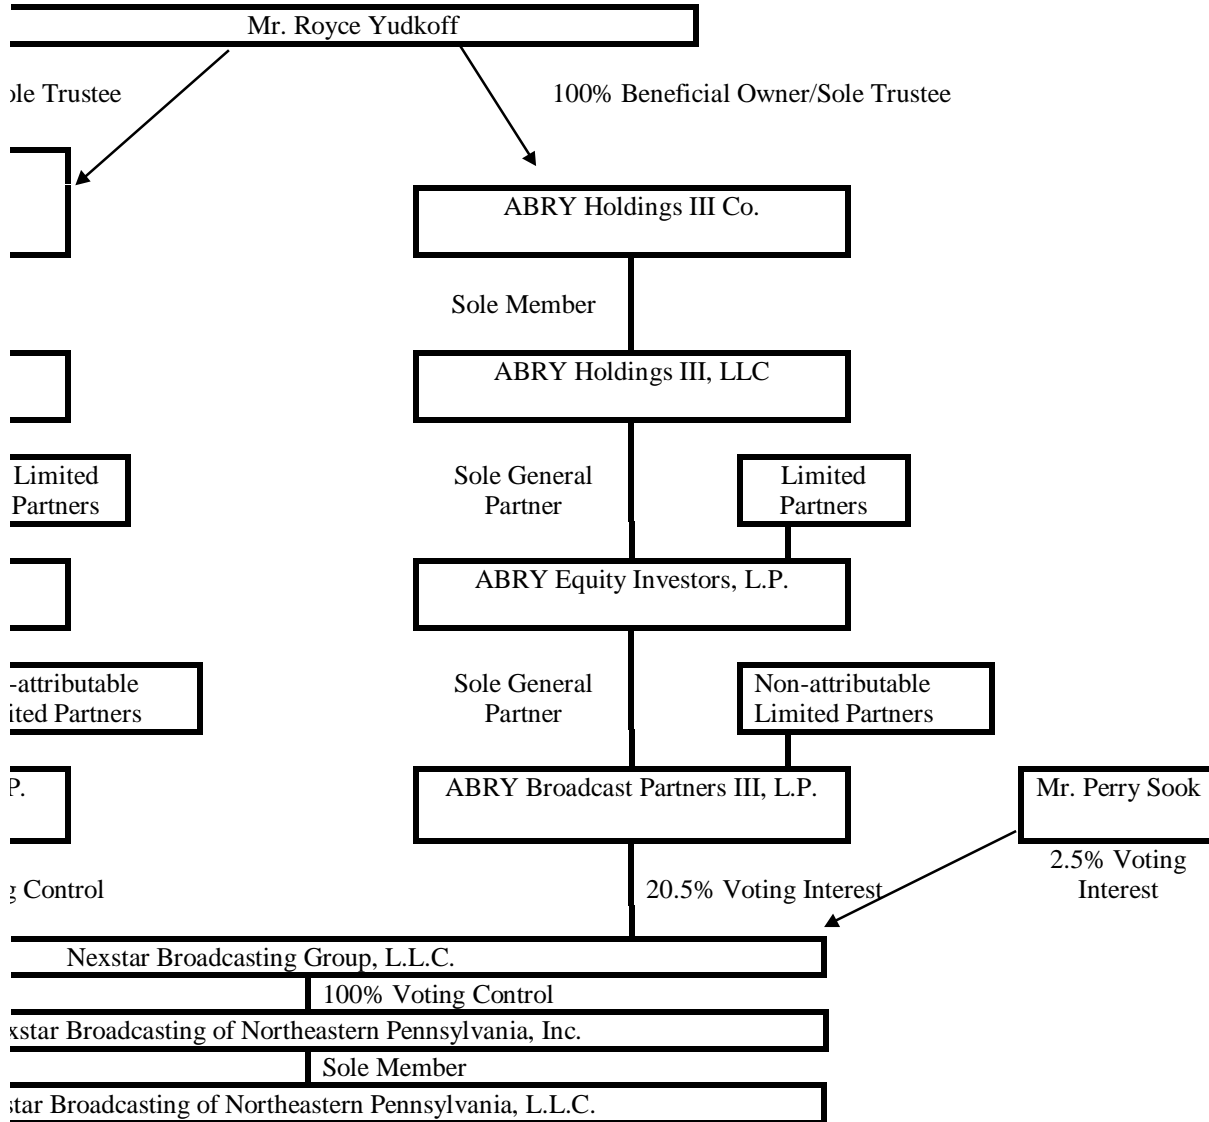 Mr. Royce Yudkoff
ole Trustee
100% Beneficial Owner/Sole Trustee
ABRY Holdings III Co.
Sole Member
ABRY Holdings III, LLC
Limited
Partners
Sole General
Partner
Limited
Partners
ABRY Equity Investors, L.P.
-attributable
ited Partners
Sole General
Partner
Non-attributable
Limited Partners
P.
ABRY Broadcast Partners III, L.P.
Mr. Perry Sook
g Control
20.5% Voting Interest
2.5% Voting
Interest
Nexstar Broadcasting Group, L.L.C.
100% Voting Control
xstar Broadcasting of Northeastern Pennsylvania, Inc.
Sole Member
star Broadcasting of Northeastern Pennsylvania, L.L.C.